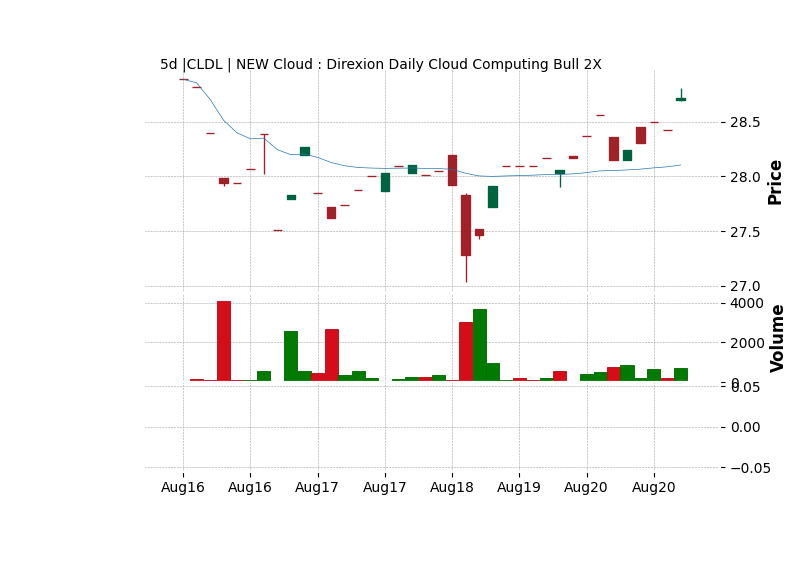 5d |CLDL | NEW Cloud : Direxion Daily Cloud Computing Bull 2X
28.5
28.0
27.5
27.0
Price
4000
2000
0
Volume
0.05
0.00
−0.05
Aug16 Aug16 Aug17 Aug17 Aug18 Aug19 Aug20 Aug20